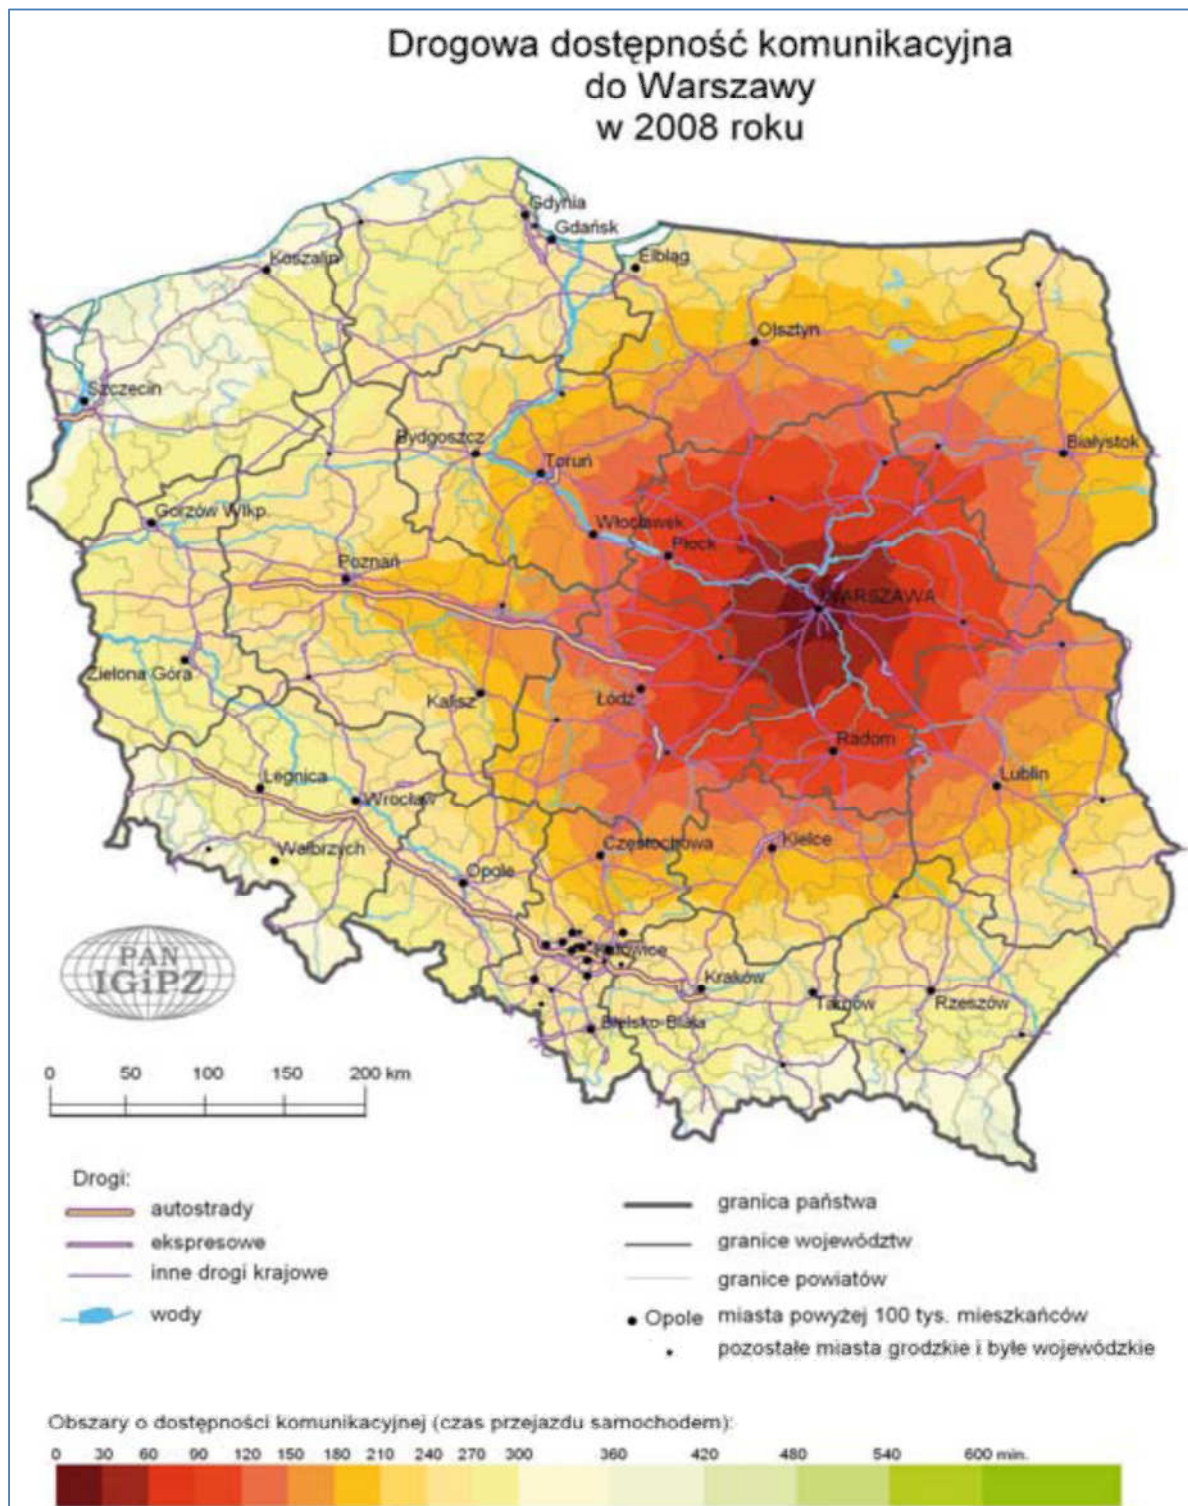 Drogowa dostępność komunikacyjna
do Warszawy
w 2008 roku
Gdynia
Gdańsk
Koszalin
Elbląg
Olsztyn
Szczecin
Bydgoszcz
Białystok
Toruń
Gorzów Wlkp.
Włocławek
Płock
Poznań
WARSZAWA
Zielona Góra
Kalisz
Łódź
Radom
Legnica
Lublin
Wrocław
Wałbrzych
Częstochowa
Kielce
Opole
PAN
IGiPZ
Katowice
Kraków
Tarnów
Rzeszów
Bielsko-Biała
0 50 100 150 200 km
Drogi:
autostrady
ekspresowe
inne drogi krajowe
wody
granica państwa
granice województw
granice powiatów
Opole miasta powyżej 100 tys. mieszkańców
pozostałe miasta grodzkie i byłe wojewódzkie
Obszary o dostępności komunikacyjnej (czas przejazdu samochodem):
0 30 60 90 120 150 180 210 240 270 300 360 420 480 540 600 min.